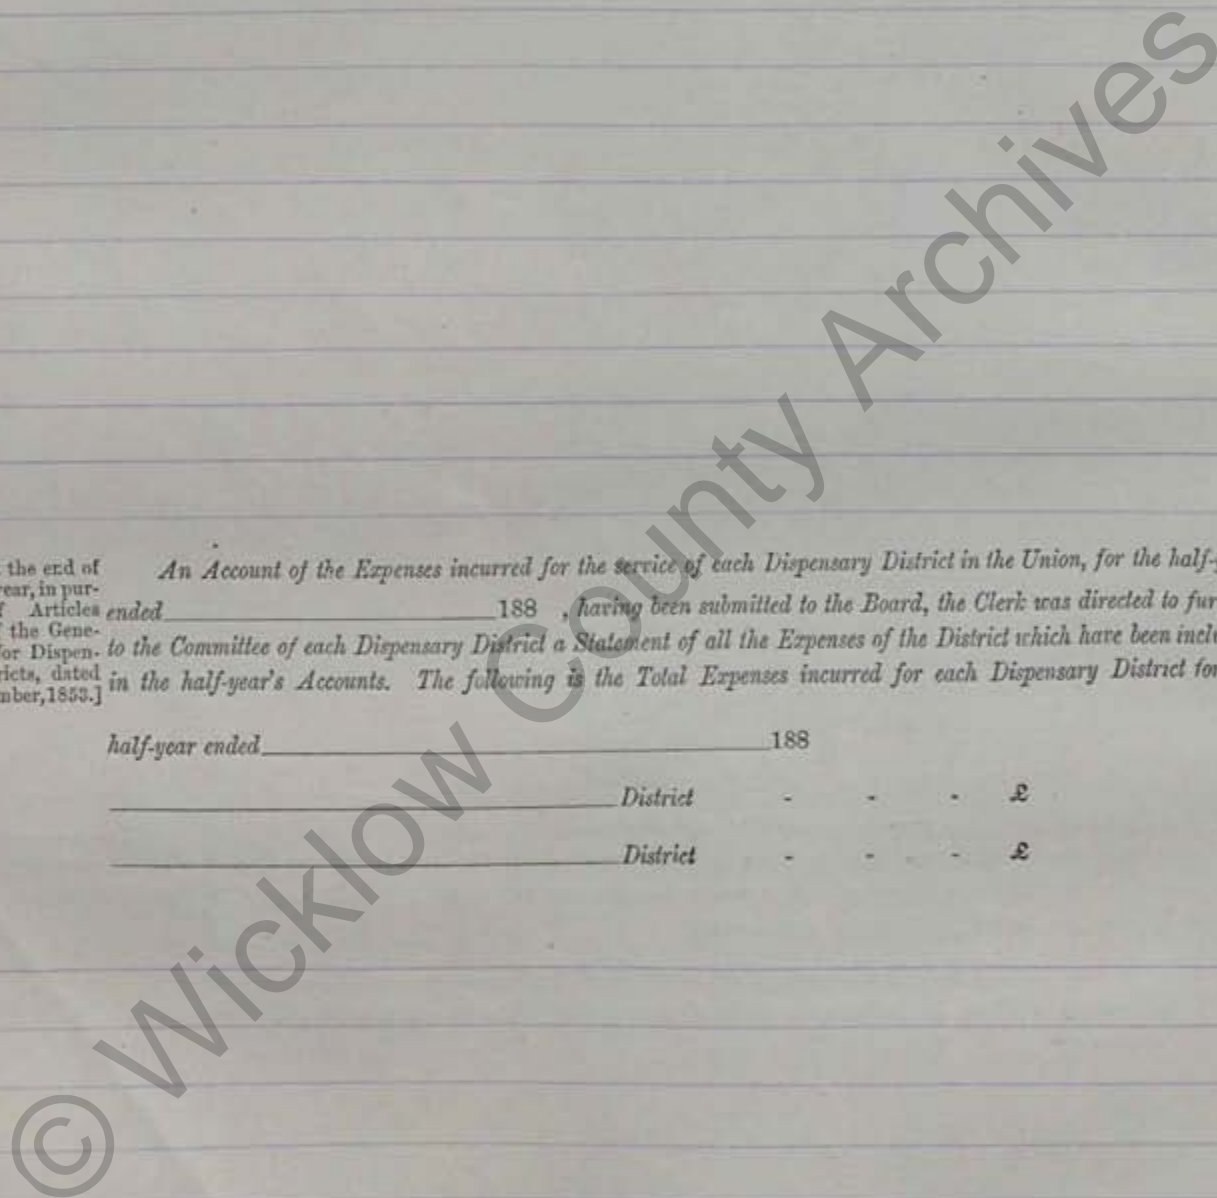 the end of
ear, in pur-
f Articles
f the Gene-
or Dispen-
ricts, dated
mber, 1853.]
An Account of the Expenses incurred for the service of each Dispensary District in the Union, for the half-y
ended 188 , having been submitted to the Board, the Clerk was directed to fur
to the Committee of each Dispensary District a Statement of all the Expenses of the District which have been inclu
in the half-year's Accounts. The following is the Total Expenses incurred for each Dispensary District for
half-year ended 188
District - - - £
District - - - £
© Wicklow County Archives